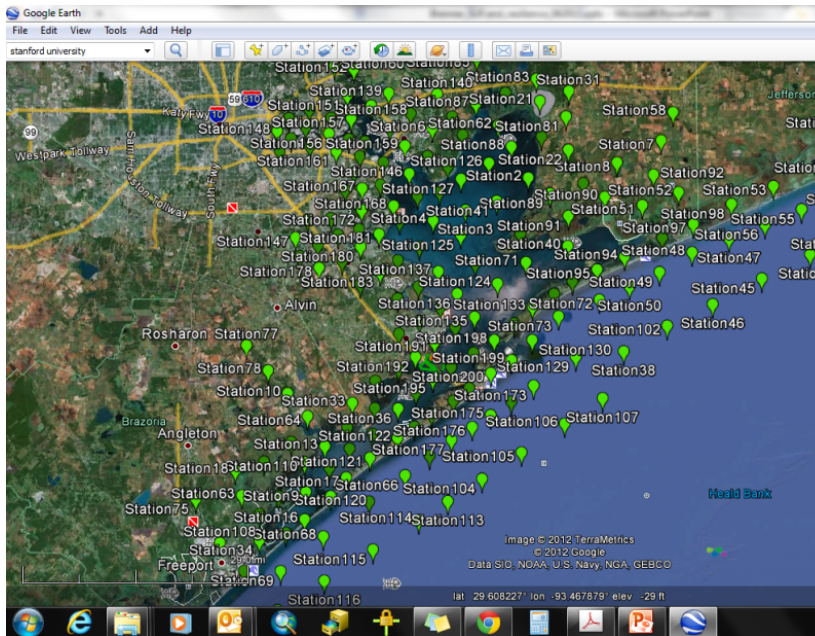 Google Earth
File Edit View Tools Add Help
stanford university
Station152
Station83
Station31
Station139
Station140
59
610
Station151
Station158
Station87
Station21
Station58
Jefferson
Katy Fwy
10
99
Station148
Station157
Station62
Station81
Westpark Tollway
Station156
Station159
Station88
Station7
Sam Houston Tollway
South Fwy
Station161
Station126
Station22
Station8
Station146
Station2
Station92
Station167
Station127
Station90
Station52
Station53
Station168
Station41
Station89
Station51
Station98
Station172
Station4
Station3
Station91
Station97
Station55
Station147
Station181
Station125
Station40
Station56
Station180
Station71
Station94
Station48
Station47
Station178
Station183
Station137
Station124
Station95
Station49
Station45
Alvin
Station136
Station133
Station72
Station50
Station135
Station73
Station102
Station46
Rosharon
Station77
Station191
Station198
Station130
Station78
Station192
Station199
Station129
Station38
Station10
Station195
Station200
Station33
Station173
Brazoria
Station64
Station36
Station175
Station106
Station107
Angleton
Station13
Station122
Station176
Station18
Station110
Station121
Station177
Station105
Station63
Station9
Station17
Station66
Station104
Heald Bank
Station75
Station120
Station16
Station114
Station113
Station108
Station68
Image © 2012 TerraMetrics
© 2012 Google
Data SIO, NOAA, U.S. Navy, NGA, GEBCO
Station34
Freeport
Station115
Station69
Station116
lat 29.608227° lon -93.467879° elev -29 ft